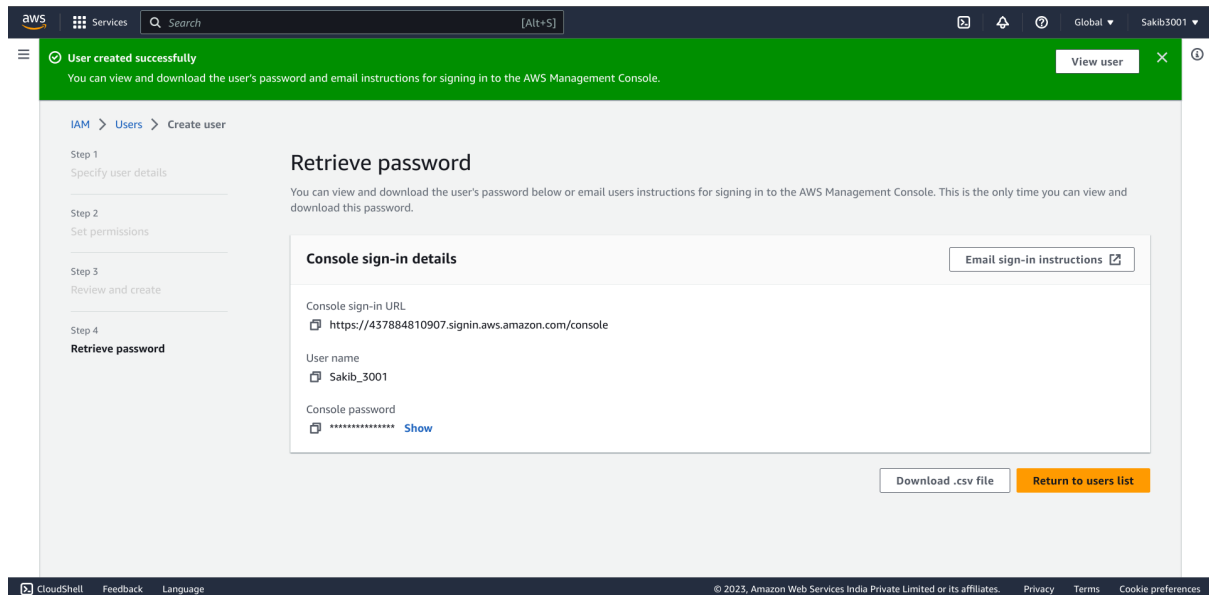 aws
Services
Search
[Alt+S]
Global
Sakib3001
User created successfully
You can view and download the user's password and email instructions for signing in to the AWS Management Console.
View user
IAM > Users > Create user
Step 1
Specify user details
Step 2
Set permissions
Step 3
Review and create
Step 4
Retrieve password
Retrieve password
You can view and download the user's password below or email users instructions for signing in to the AWS Management Console. This is the only time you can view and
download this password.
Console sign-in details
Email sign-in instructions
Console sign-in URL
https://437884810907.signin.aws.amazon.com/console
User name
Sakib_3001
Console password
*************** Show
Download .csv file
Return to users list
CloudShell
Feedback
Language
© 2023, Amazon Web Services India Private Limited or its affiliates.
Privacy
Terms
Cookie preferences